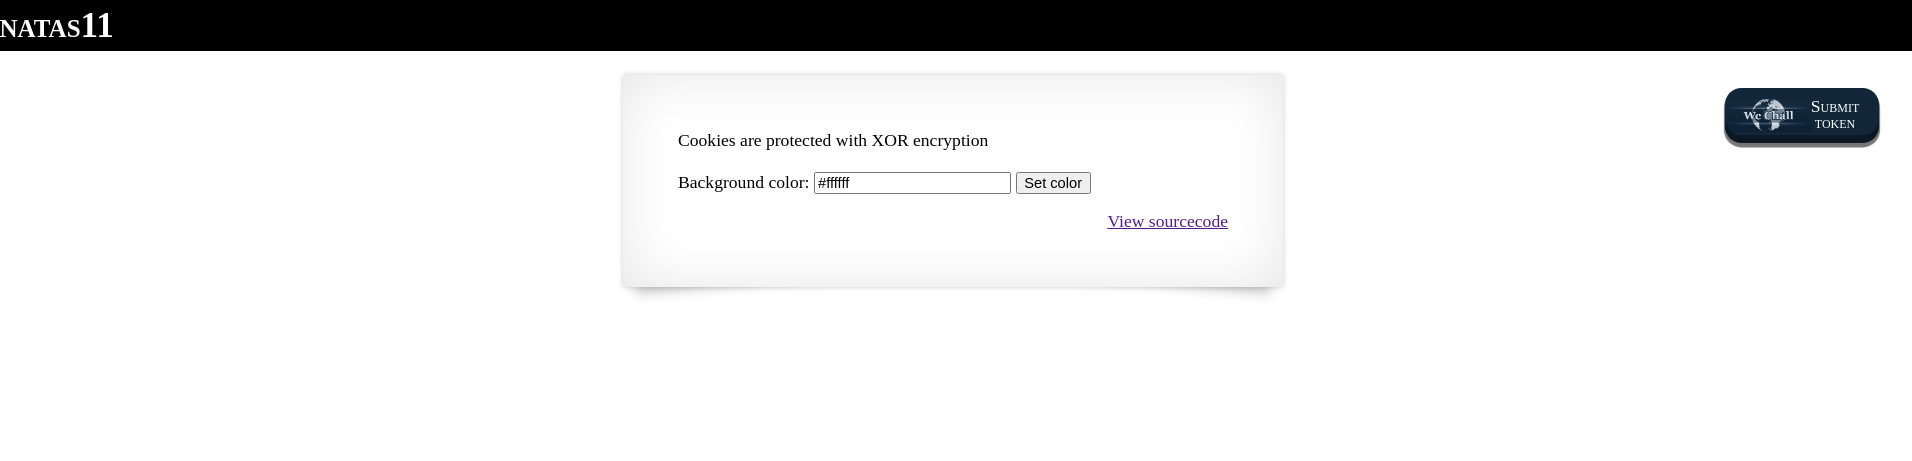 NATAS11
We Chall
SUBMIT
TOKEN
Cookies are protected with XOR encryption
Background color: #ffffff Set color
View sourcecode